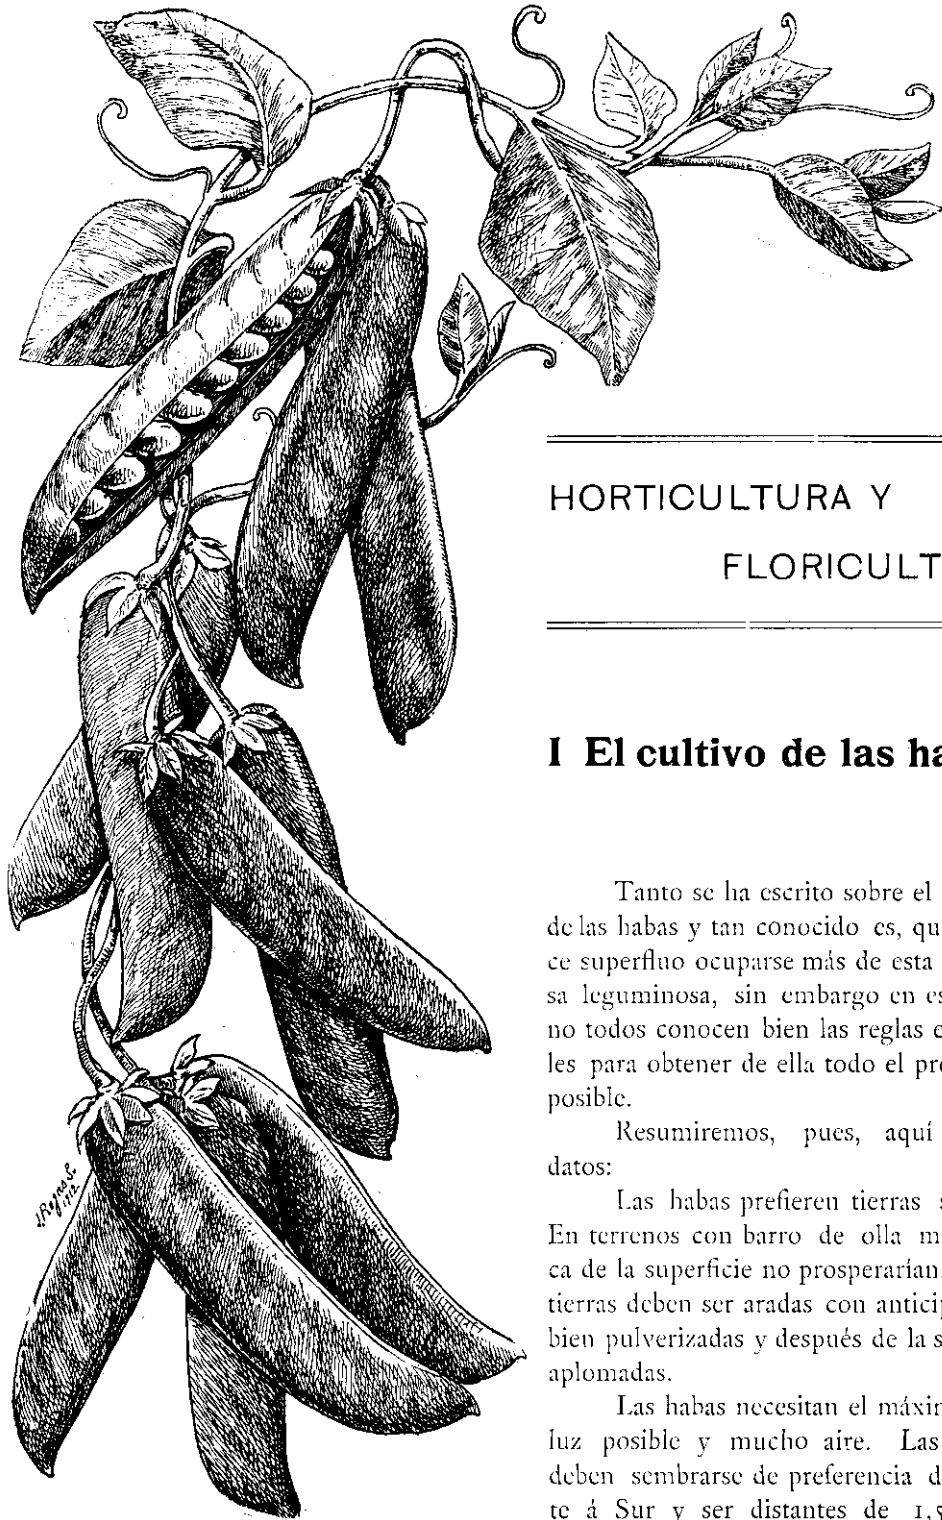 HORTICULTURA Y
FLORICULT
I El cultivo de las ha
Tanto se ha escrito sobre el
de las habas y tan conocido es, qu
ce superfluo ocuparse más de esta
sa leguminosa, sin embargo en es
no todos conocen bien las reglas e
les para obtener de ella todo el pro
posible.
Resumiremos, pues, aquí
datos:
Las habas prefieren tierras s
En terrenos con barro de olla m
ca de la superficie no prosperarían.
tierras deben ser aradas con anticip
bien pulverizadas y después de la s
aplomadas.
Las habas necesitan el máxin
luz posible y mucho aire. Las
deben sembrarse de preferencia d
te á Sur y ser distantes de 1,5
J. Rojas S.
1912